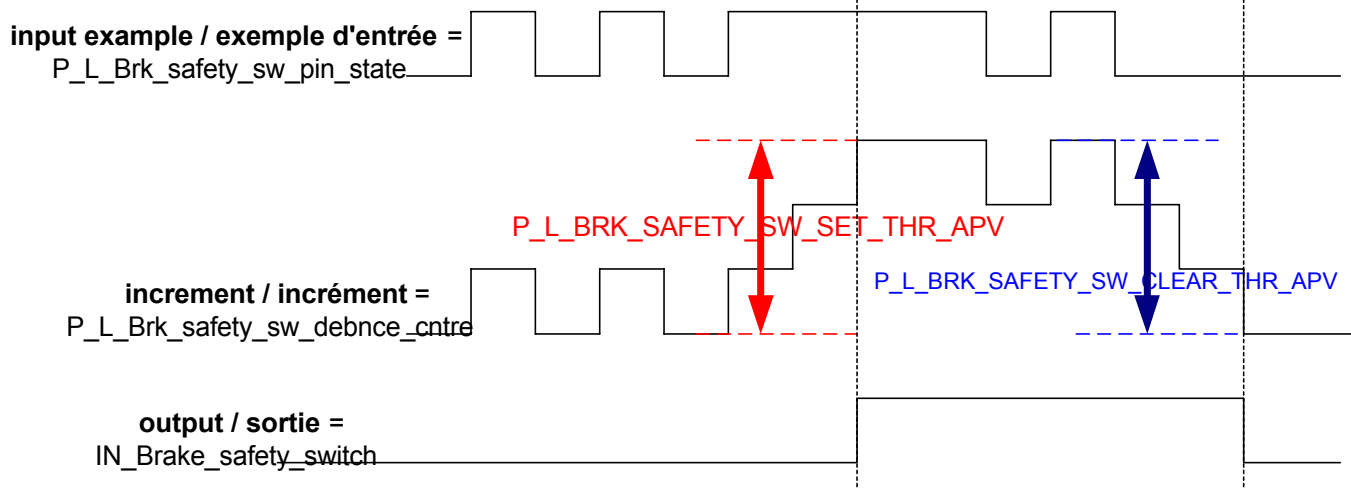 input example / exemple d'entrée =
P_L_Brk_safety_sw_pin_state
P_L_BRK_SAFETY_SW_SET_THR_APV
P_L_BRK_SAFETY_SW_CLEAR_THR_APV
increment / incrément =
P_L_Brk_safety_sw_debnce_cntre
output / sortie =
IN_Brake_safety_switch